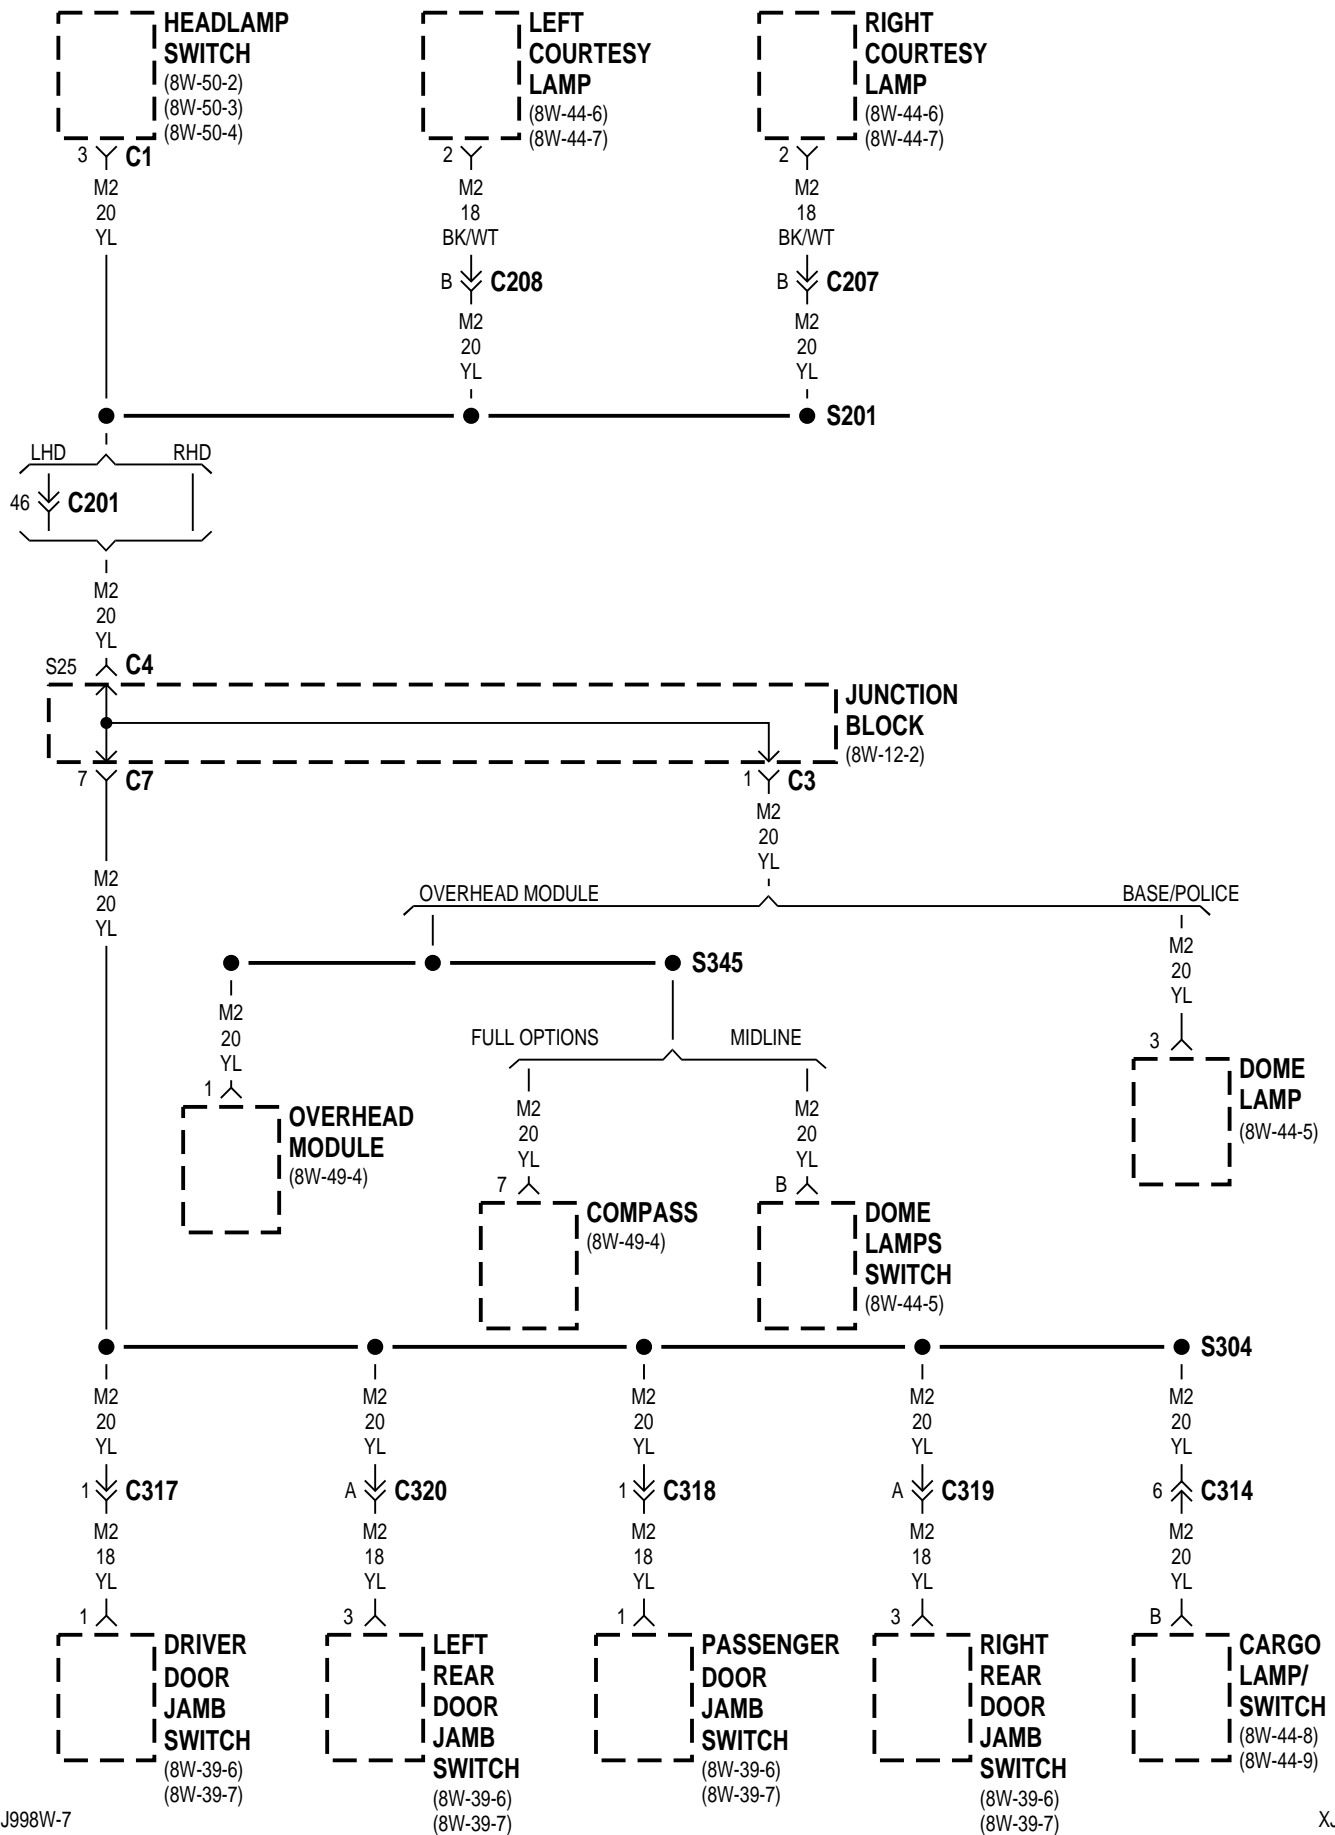 HEADLAMP
SWITCH
(8W-50-2)
(8W-50-3)
(8W-50-4)
3
C1
M2
20
YL
LEFT
COURTESY
LAMP
(8W-44-6)
(8W-44-7)
2
M2
18
BK/WT
B
C208
M2
20
YL
RIGHT
COURTESY
LAMP
(8W-44-6)
(8W-44-7)
2
M2
18
BK/WT
B
C207
M2
20
YL
S201
LHD
RHD
46
C201
M2
20
YL
S25
C4
JUNCTION
BLOCK
(8W-12-2)
7
C7
1
C3
M2
20
YL
M2
20
YL
OVERHEAD MODULE
BASE/POLICE
S345
M2
20
YL
1
OVERHEAD
MODULE
(8W-49-4)
FULL OPTIONS
MIDLINE
M2
20
YL
7
COMPASS
(8W-49-4)
M2
20
YL
B
DOME
LAMPS
SWITCH
(8W-44-5)
M2
20
YL
3
DOME
LAMP
(8W-44-5)
S304
M2
20
YL
1
C317
M2
18
YL
1
DRIVER
DOOR
JAMB
SWITCH
(8W-39-6)
(8W-39-7)
M2
20
YL
A
C320
M2
18
YL
3
LEFT
REAR
DOOR
JAMB
SWITCH
(8W-39-6)
(8W-39-7)
M2
20
YL
1
C318
M2
18
YL
1
PASSENGER
DOOR
JAMB
SWITCH
(8W-39-6)
(8W-39-7)
M2
20
YL
A
C319
M2
18
YL
3
RIGHT
REAR
DOOR
JAMB
SWITCH
(8W-39-6)
(8W-39-7)
M2
20
YL
6
C314
M2
20
YL
B
CARGO
LAMP/
SWITCH
(8W-44-8)
(8W-44-9)
J998W-7
XJ